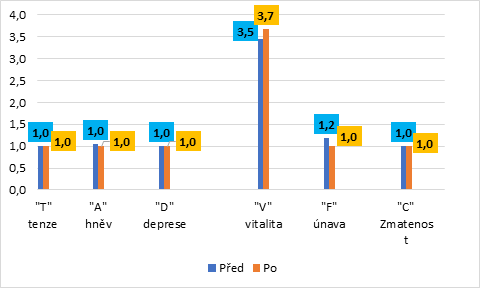 4,0
3,5
3,0
2,5
2,0
1,5
1,0
0,5
0,0
1,0 1,0 1,0 1,0 1,0 1,0 3,5 3,7 1,2 1,0 1,0 1,0
"T" "A" "D" "V" "F" "C"
tenze hněv deprese vitalita únava Zmatenos
t
Před Po